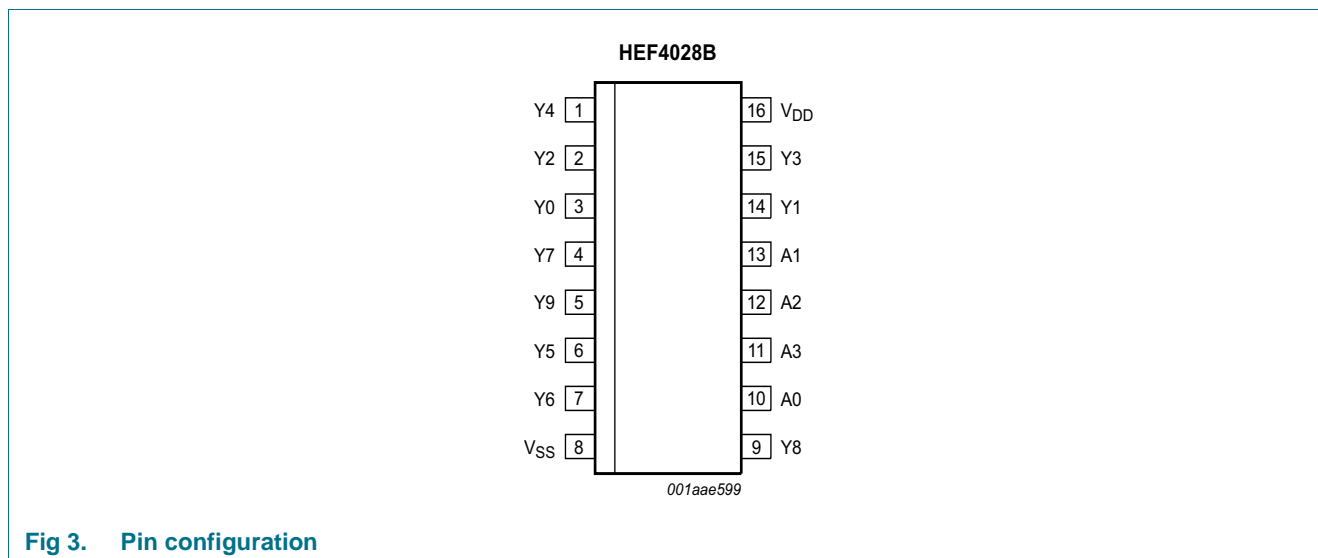 HEF4028B
Y4 1 16 VDD
Y2 2 15 Y3
Y0 3 14 Y1
Y7 4 13 A1
Y9 5 12 A2
Y5 6 11 A3
Y6 7 10 A0
VSS 8 9 Y8
001aae599
Fig 3. Pin configuration